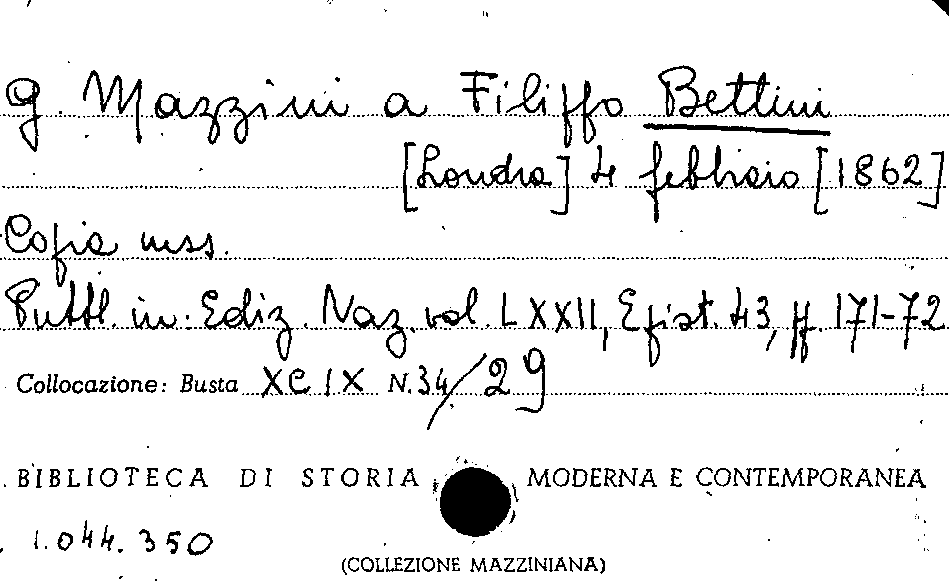 G. Mazzini a Filippo Bettini
[Londra] 4 febbraio [1862]
Copia mss.
Pubbl. in Ediz. Naz. vol. LXXII, Epist. 43, pp. 171-72
Collocazione: Busta XCIX N. 34/29
BIBLIOTECA DI STORIA MODERNA E CONTEMPORANEA
1.044.350
(COLLEZIONE MAZZINIANA)